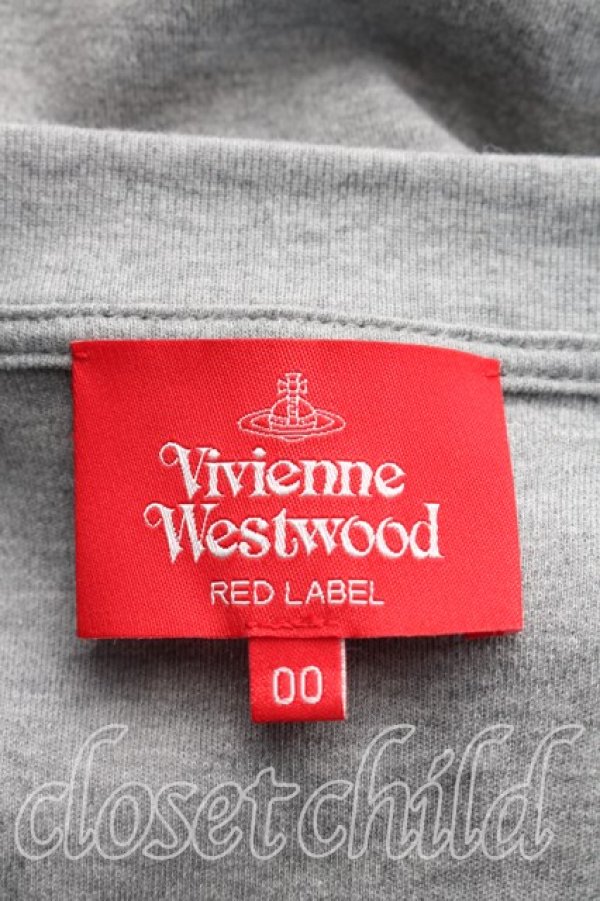 Vivienne
Westwood
RED LABEL
00
closet child